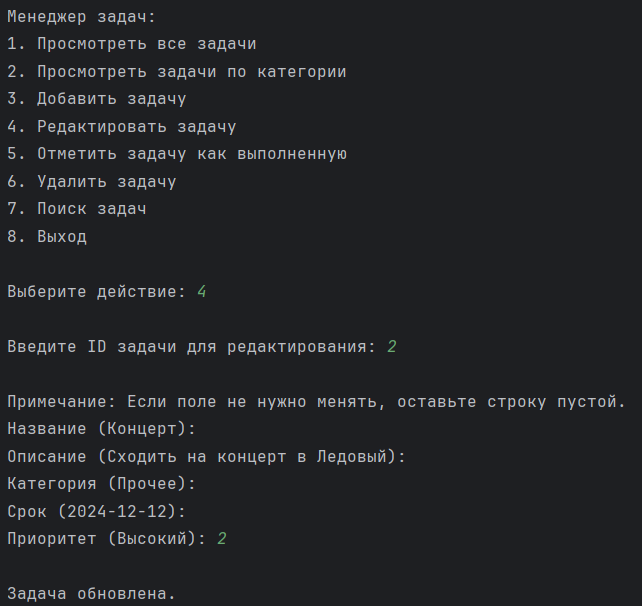 Менеджер задач:
1. Просмотреть все задачи
2. Просмотреть задачи по категории
3. Добавить задачу
4. Редактировать задачу
5. Отметить задачу как выполненную
6. Удалить задачу
7. Поиск задач
8. Выход
Выберите действие: 4
Введите ID задачи для редактирования: 2
Примечание: Если поле не нужно менять, оставьте строку пустой.
Название (Концерт):
Описание (Сходить на концерт в Ледовый):
Категория (Прочее):
Срок (2024-12-12):
Приоритет (Высокий): 2
Задача обновлена.